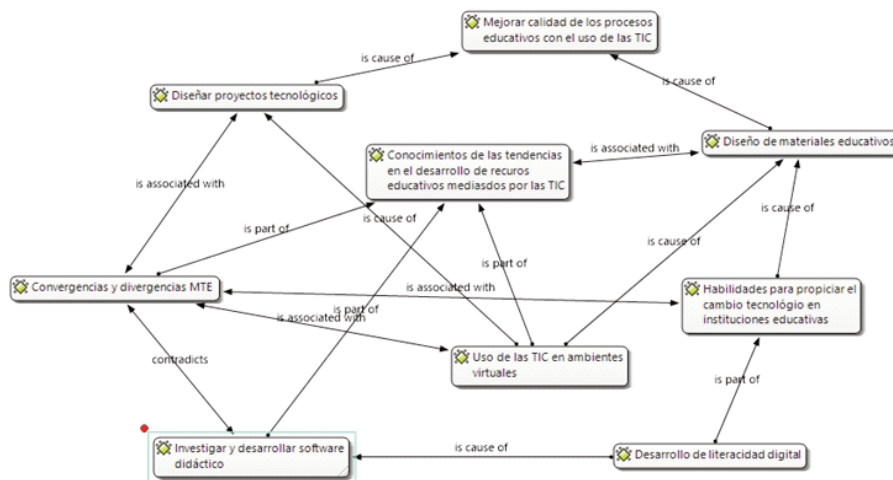 Mejorar calidad de los procesos
educativos con el uso de las TIC
is cause of
is cause of
Diseñar proyectos tecnológicos
Diseño de materiales educativos
is associated with
Conocimientos de las tendencias
en el desarrollo de recuros
educativos mediasdos por las TIC
is associated with
is cause of
is cause of
is part of
is cause of
is part of
Convergencias y divergencias MTE
is associated with
Habilidades para propiciar el
cambio tecnológio en
instituciones educativas
is part of
is associated with
contradicts
Uso de las TIC en ambientes
virtuales
is part of
Investigar y desarrollar software
didáctico
is cause of
Desarrollo de literacidad digital